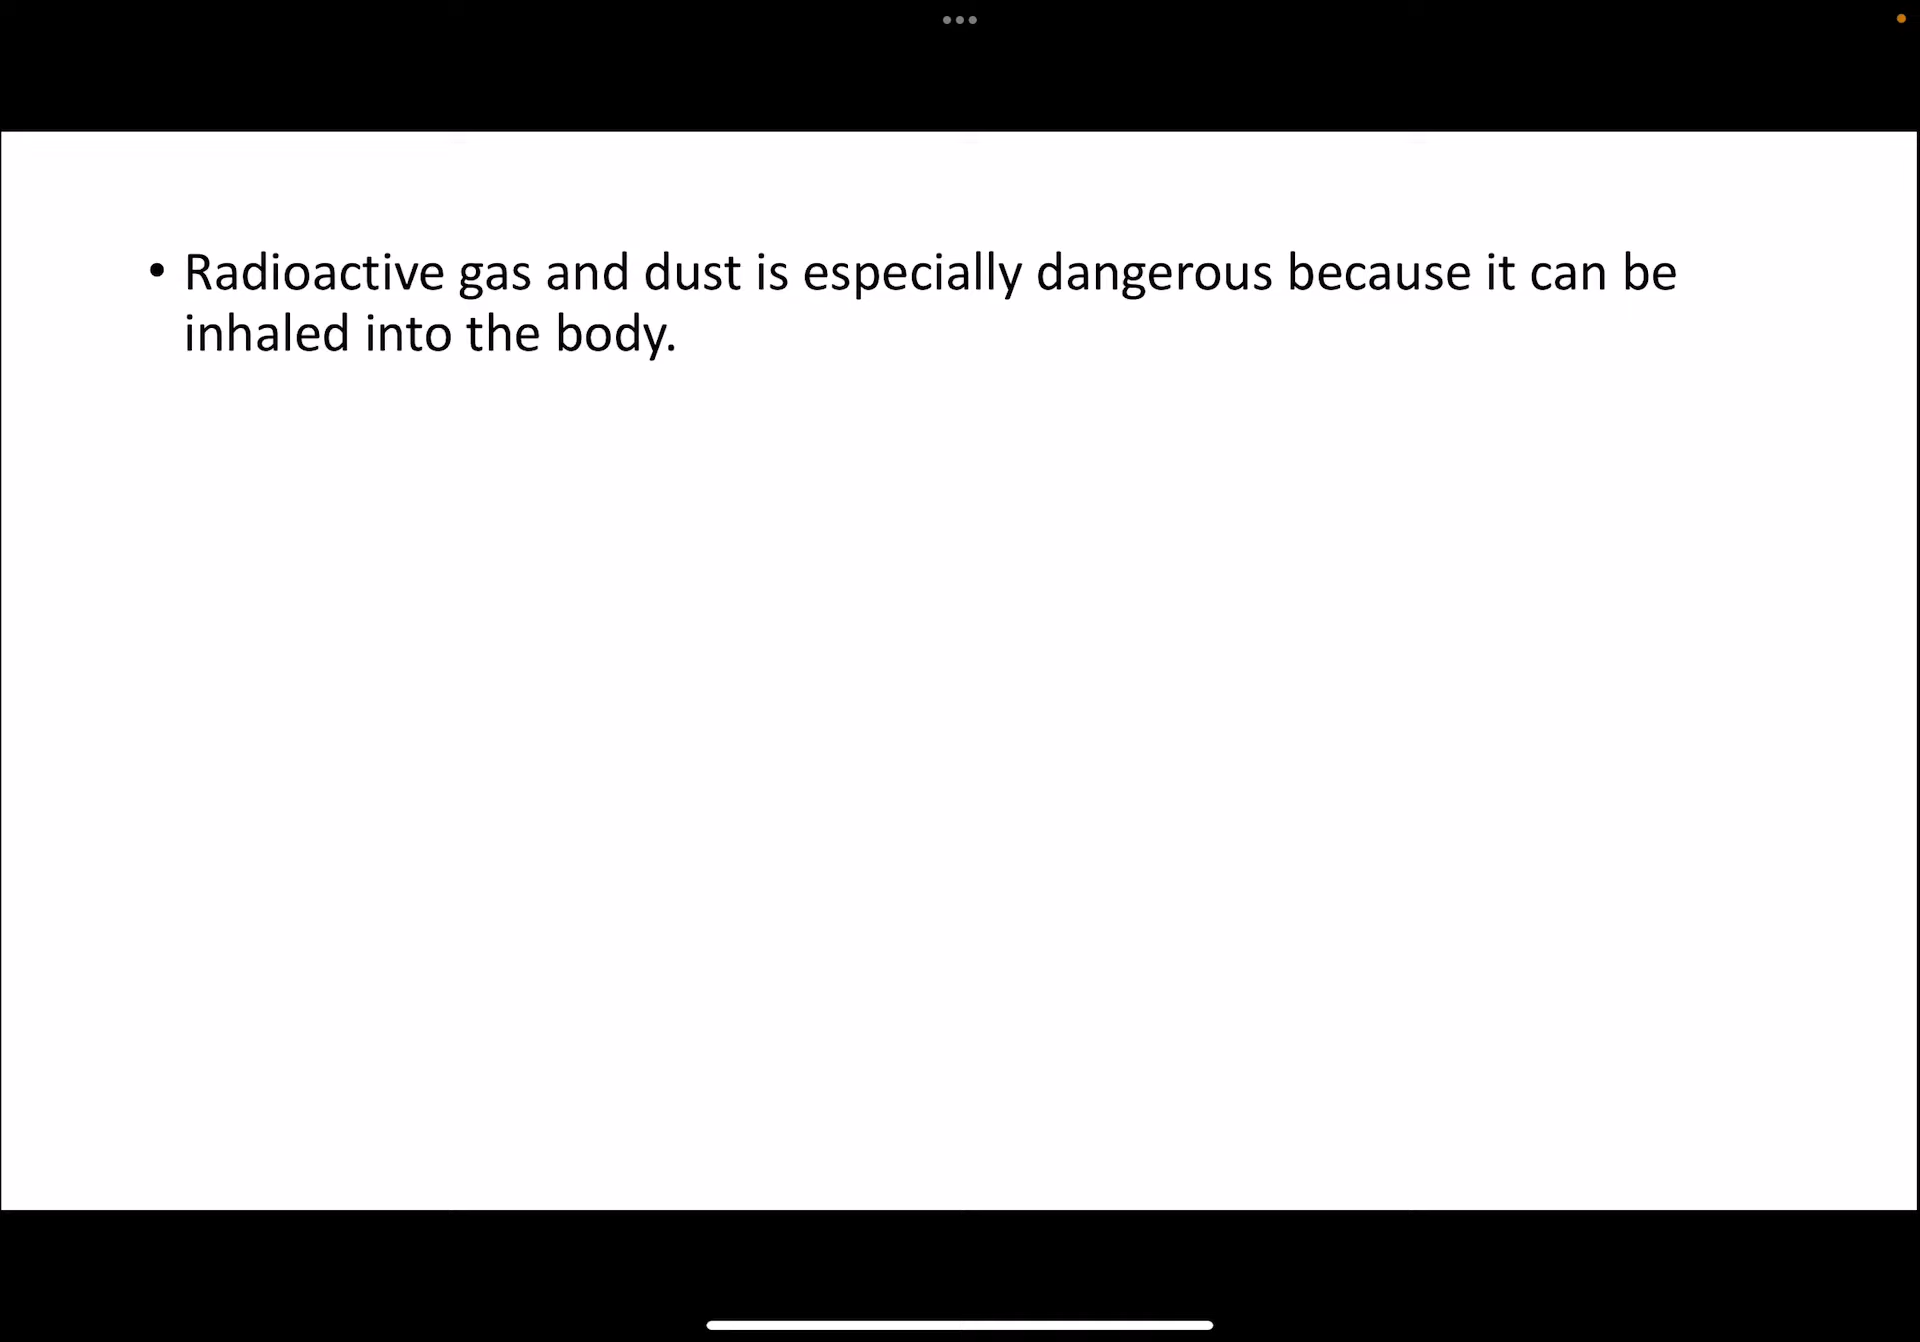 • Radioactive gas and dust is especially dangerous because it can be
inhaled into the body.